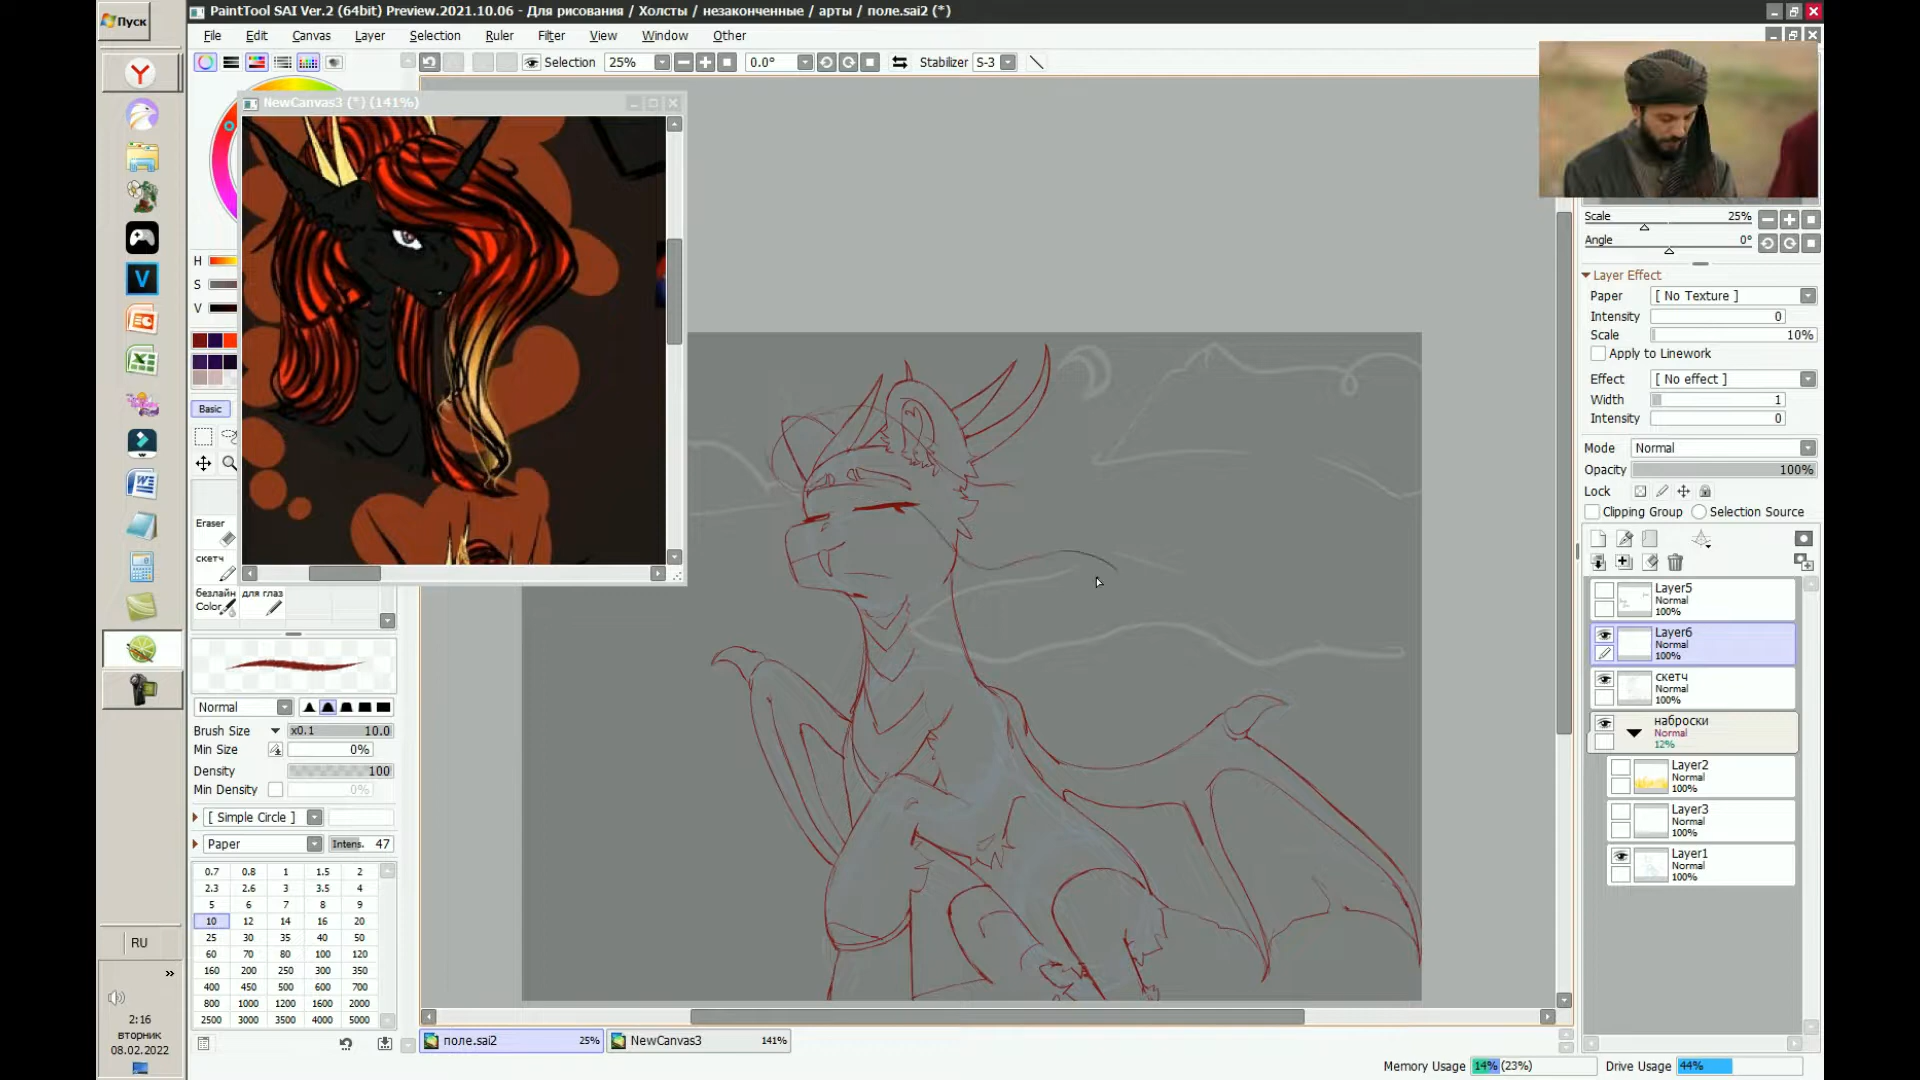 Пуск
PaintTool SAI Ver.2 (64bit) Preview.2021.10.06 - Для рисования / Холсты / незаконченные / арты / поле.sai2 (*)
File Edit Canvas Layer Selection Ruler Filter View Window Other
Selection 25% 0.0° Stabilizer S-3
NewCanvas3 (*) (141%)
H
S
V
Basic
Eraser
скетч
безлайн
Color
для глаз
Normal
Brush Size x0.1 10.0
Min Size 0%
Density 100
Min Density 0%
[ Simple Circle ]
Paper Intens. 47
0.7 0.8 1 1.5 2
2.3 2.6 3 3.5 4
5 6 7 8 9
10 12 14 16 20
25 30 35 40 50
60 70 80 100 120
160 200 250 300 350
400 450 500 600 700
800 1000 1200 1600 2000
2500 3000 3500 4000 5000
Scale 25%
Angle 0°
Layer Effect
Paper [ No Texture ]
Intensity 0
Scale 10%
Apply to Linework
Effect [ No effect ]
Width 1
Intensity 0
Mode Normal
Opacity 100%
Lock
Clipping Group Selection Source
Layer5
Normal
100%
Layer6
Normal
100%
скетч
Normal
100%
наброски
Normal
12%
Layer2
Normal
100%
Layer3
Normal
100%
Layer1
Normal
100%
RU
»
2:16
вторник
08.02.2022
поле.sai2 25%
NewCanvas3 141%
Memory Usage 14% (23%) Drive Usage 44%